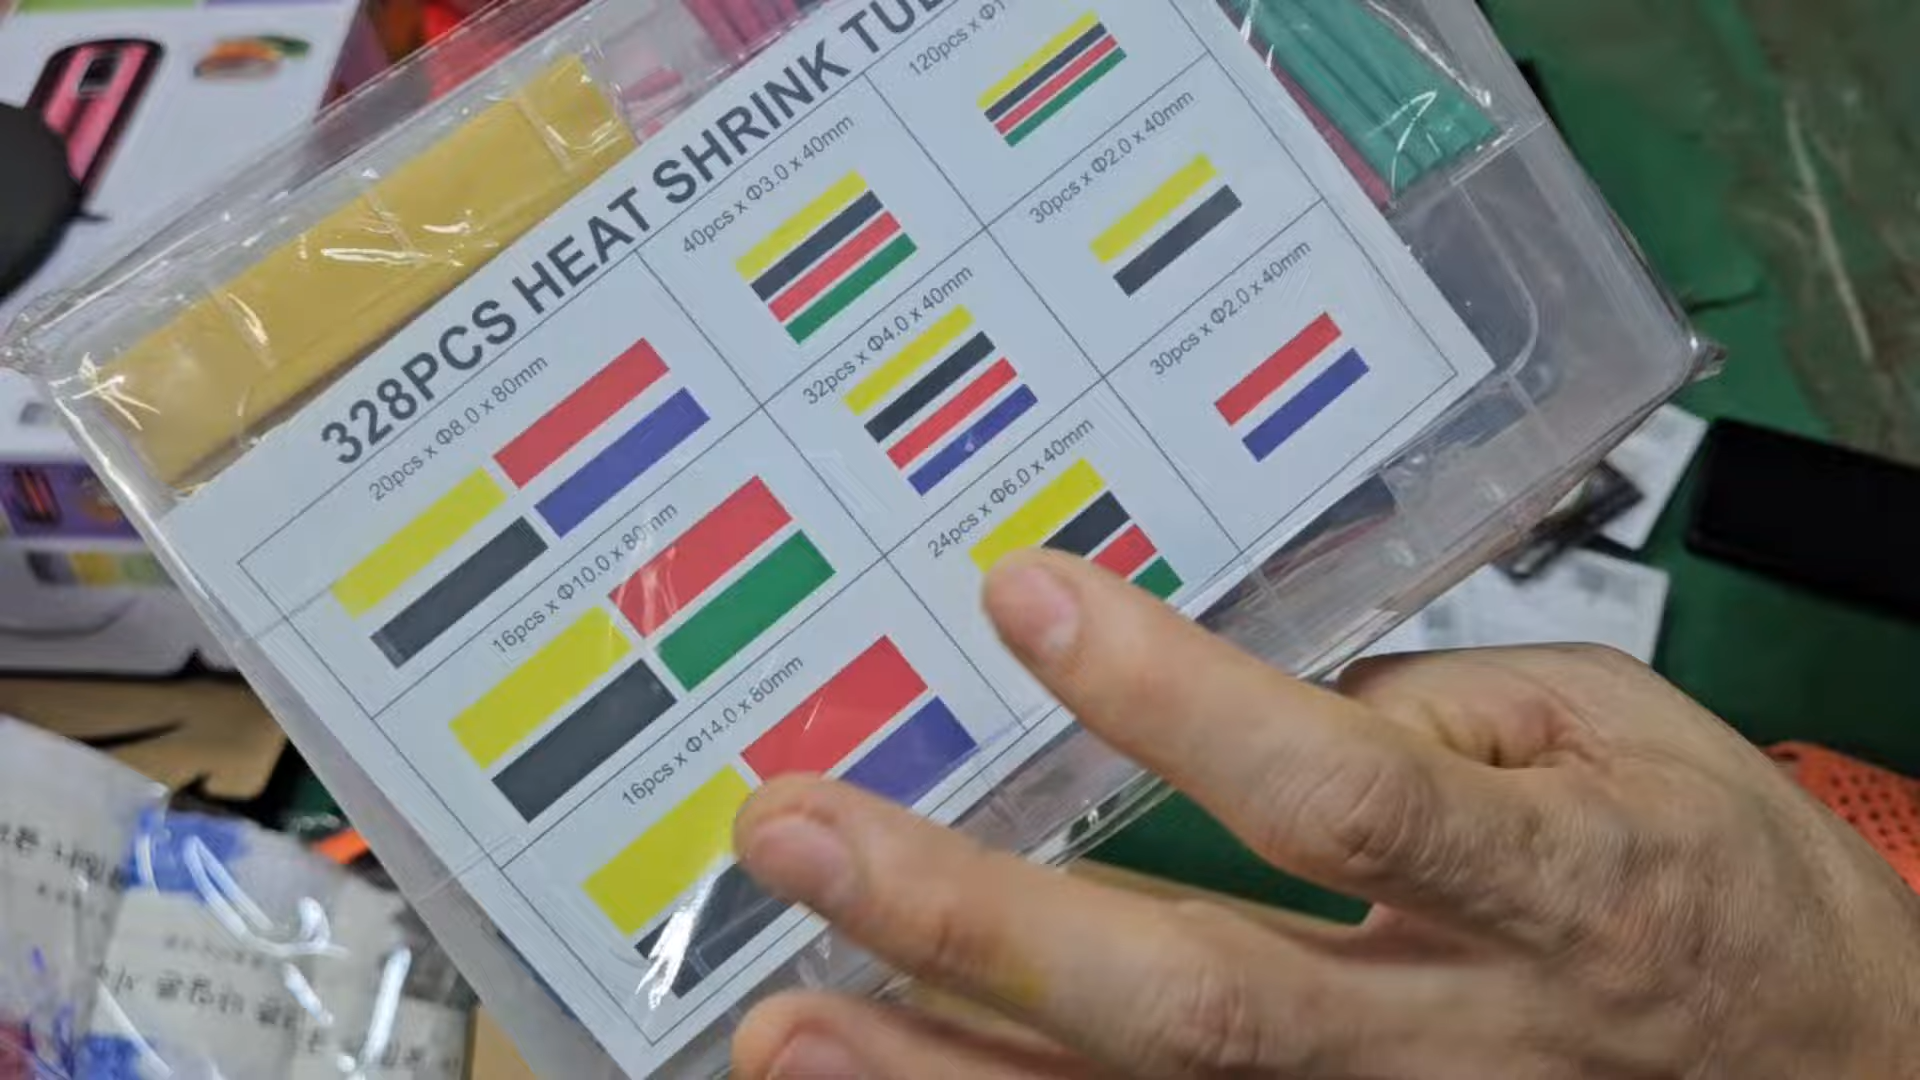 328PCS HEAT SHRINK
20pcs x Φ8.0 x 80mm
40pcs x Φ3.0 x 40mm
120pcs x
16pcs x Φ10.0 x 80mm
32pcs x Φ4.0 x 40mm
30pcs x Φ2.0 x 40mm
16pcs x Φ14.0 x 80mm
24pcs x Φ6.0 x 40mm
30pcs x Φ2.0 x 40mm